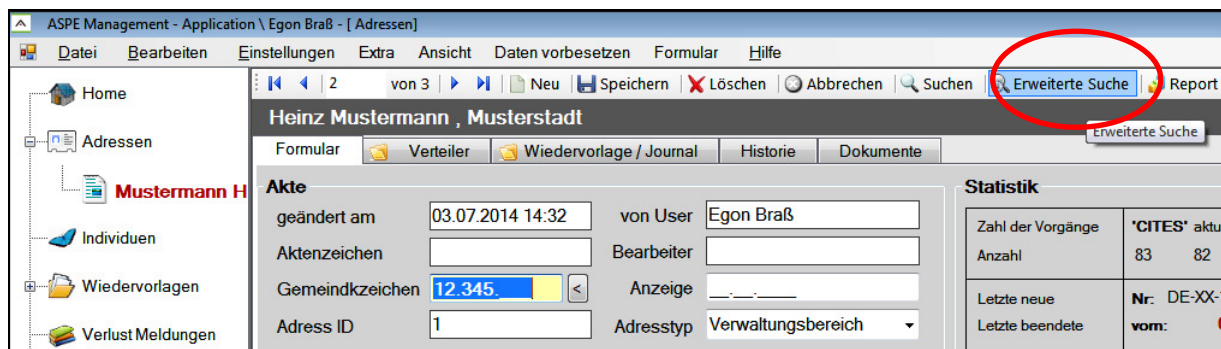 ASPE Management - Application \ Egon Braß - [ Adressen]
Datei Bearbeiten Einstellungen Extra Ansicht Daten vorbesetzen Formular Hilfe
2 von 3 Neu Speichern Löschen Abbrechen Suchen Erweiterte Suche Report
Erweiterte Suche
Home
Adressen
Mustermann H
Individuen
Wiedervorlagen
Verlust Meldungen
Heinz Mustermann , Musterstadt
Formular Verteiler Wiedervorlage / Journal Historie Dokumente
Akte
geändert am 03.07.2014 14:32 von User Egon Braß
Aktenzeichen Bearbeiter
Gemeindkzeichen 12.345.___ < Anzeige __.__.____
Adress ID 1 Adresstyp Verwaltungsbereich
Statistik
Zahl der Vorgänge 'CITES' aktu
Anzahl 83 82
Letzte neue Nr: DE-XX-
Letzte beendete vom: